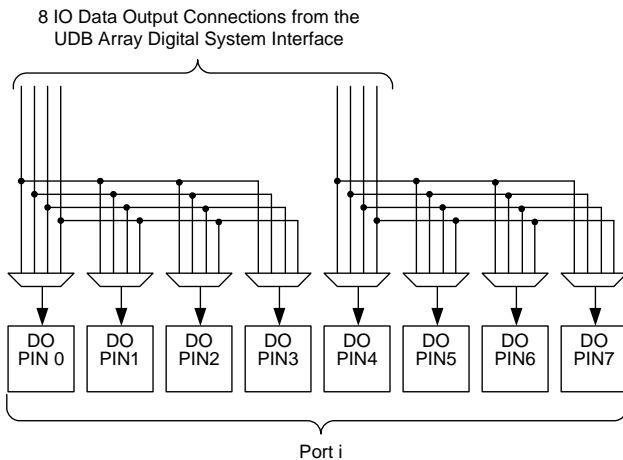 8 IO Data Output Connections from the
UDB Array Digital System Interface
DO
PIN 0
DO
PIN1
DO
PIN2
DO
PIN3
DO
PIN4
DO
PIN5
DO
PIN6
DO
PIN7
Port i